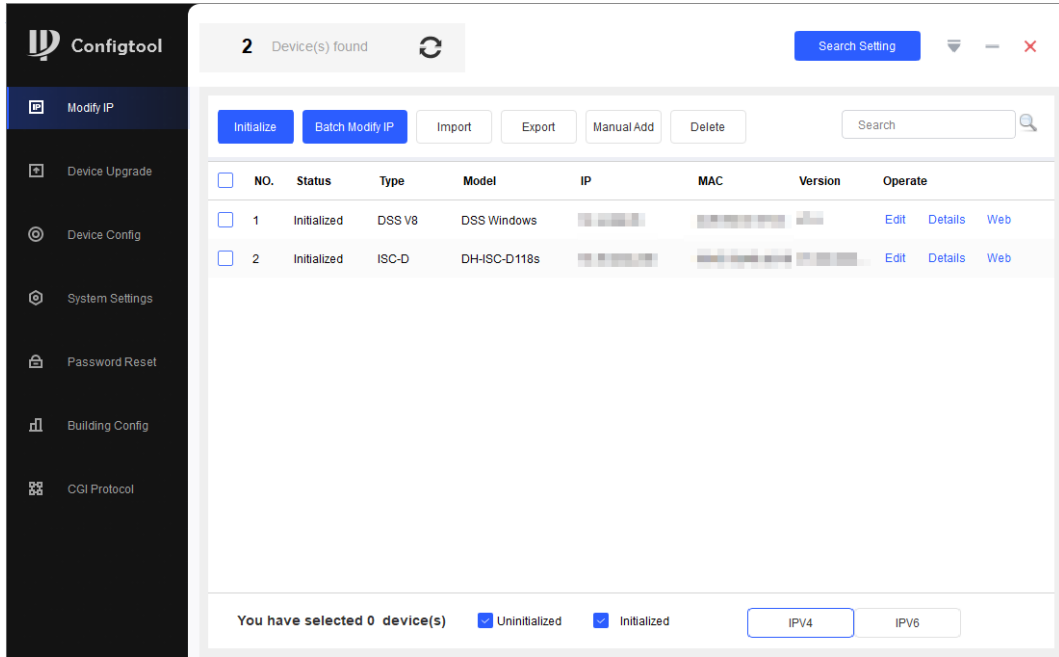 Configtool
2 Device(s) found
Search Setting
Modify IP
Device Upgrade
Device Config
System Settings
Password Reset
Building Config
CGI Protocol
Initialize Batch Modify IP Import Export Manual Add Delete Search
NO. Status Type Model IP MAC Version Operate
1 Initialized DSS V8 DSS Windows Edit Details Web
2 Initialized ISC-D DH-ISC-D118s Edit Details Web
You have selected 0 device(s) Uninitialized Initialized IPV4 IPV6